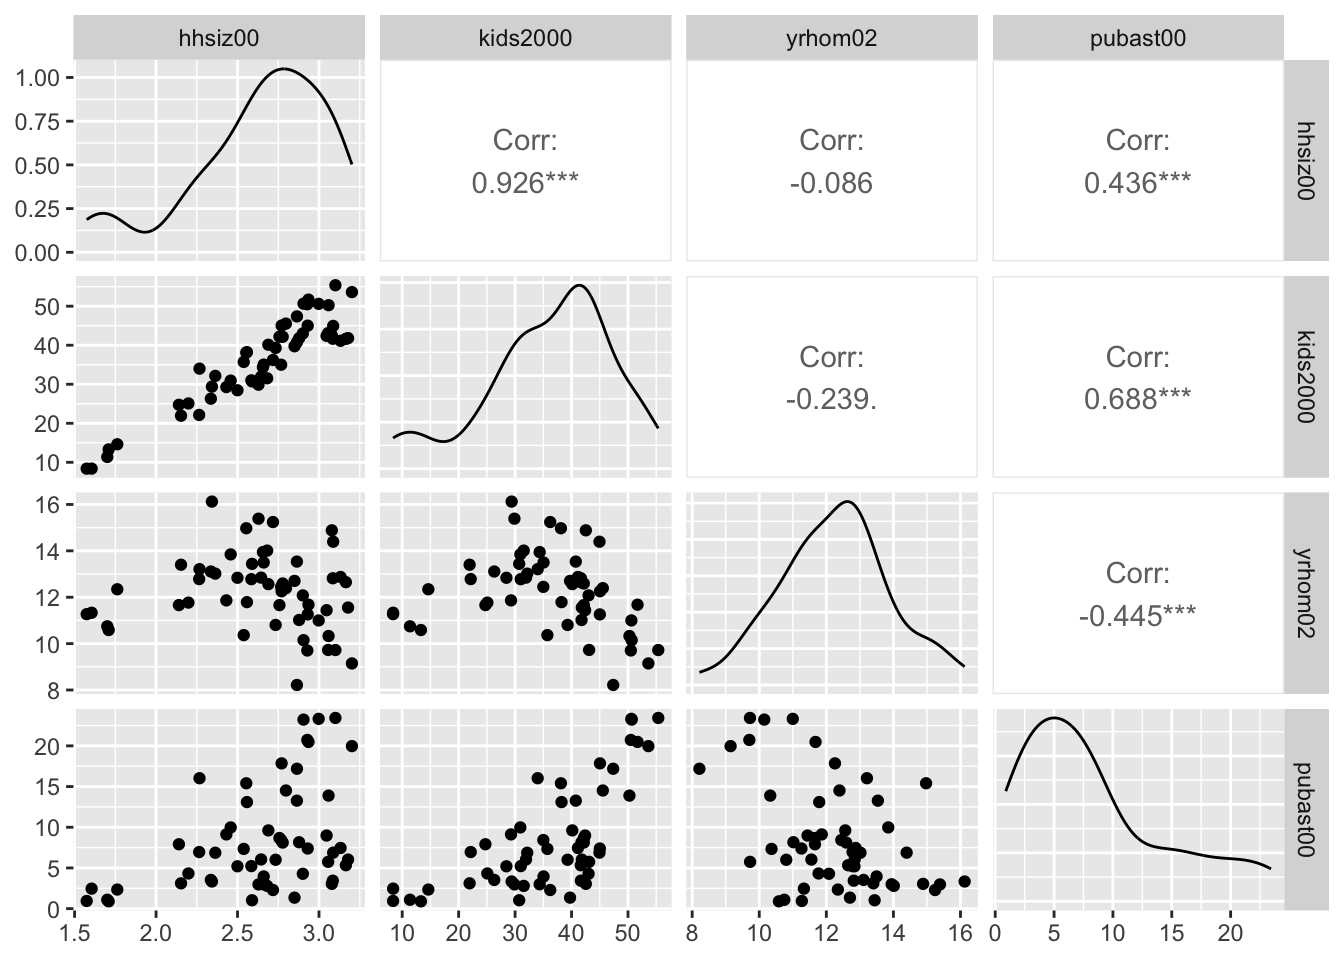 hhsiz00 kids2000 yrhom02 pubast00
1.00
0.75
0.50
0.25
0.00
Corr:
0.926***
Corr:
-0.086
Corr:
0.436***
hhsiz00
50
40
30
20
10
Corr:
-0.239.
Corr:
0.688***
kids2000
16
14
12
10
8
Corr:
-0.445***
yrhom02
20
15
10
5
0
pubast00
1.5 2.0 2.5 3.0 10 20 30 40 50 8 10 12 14 16 0 5 10 15 20